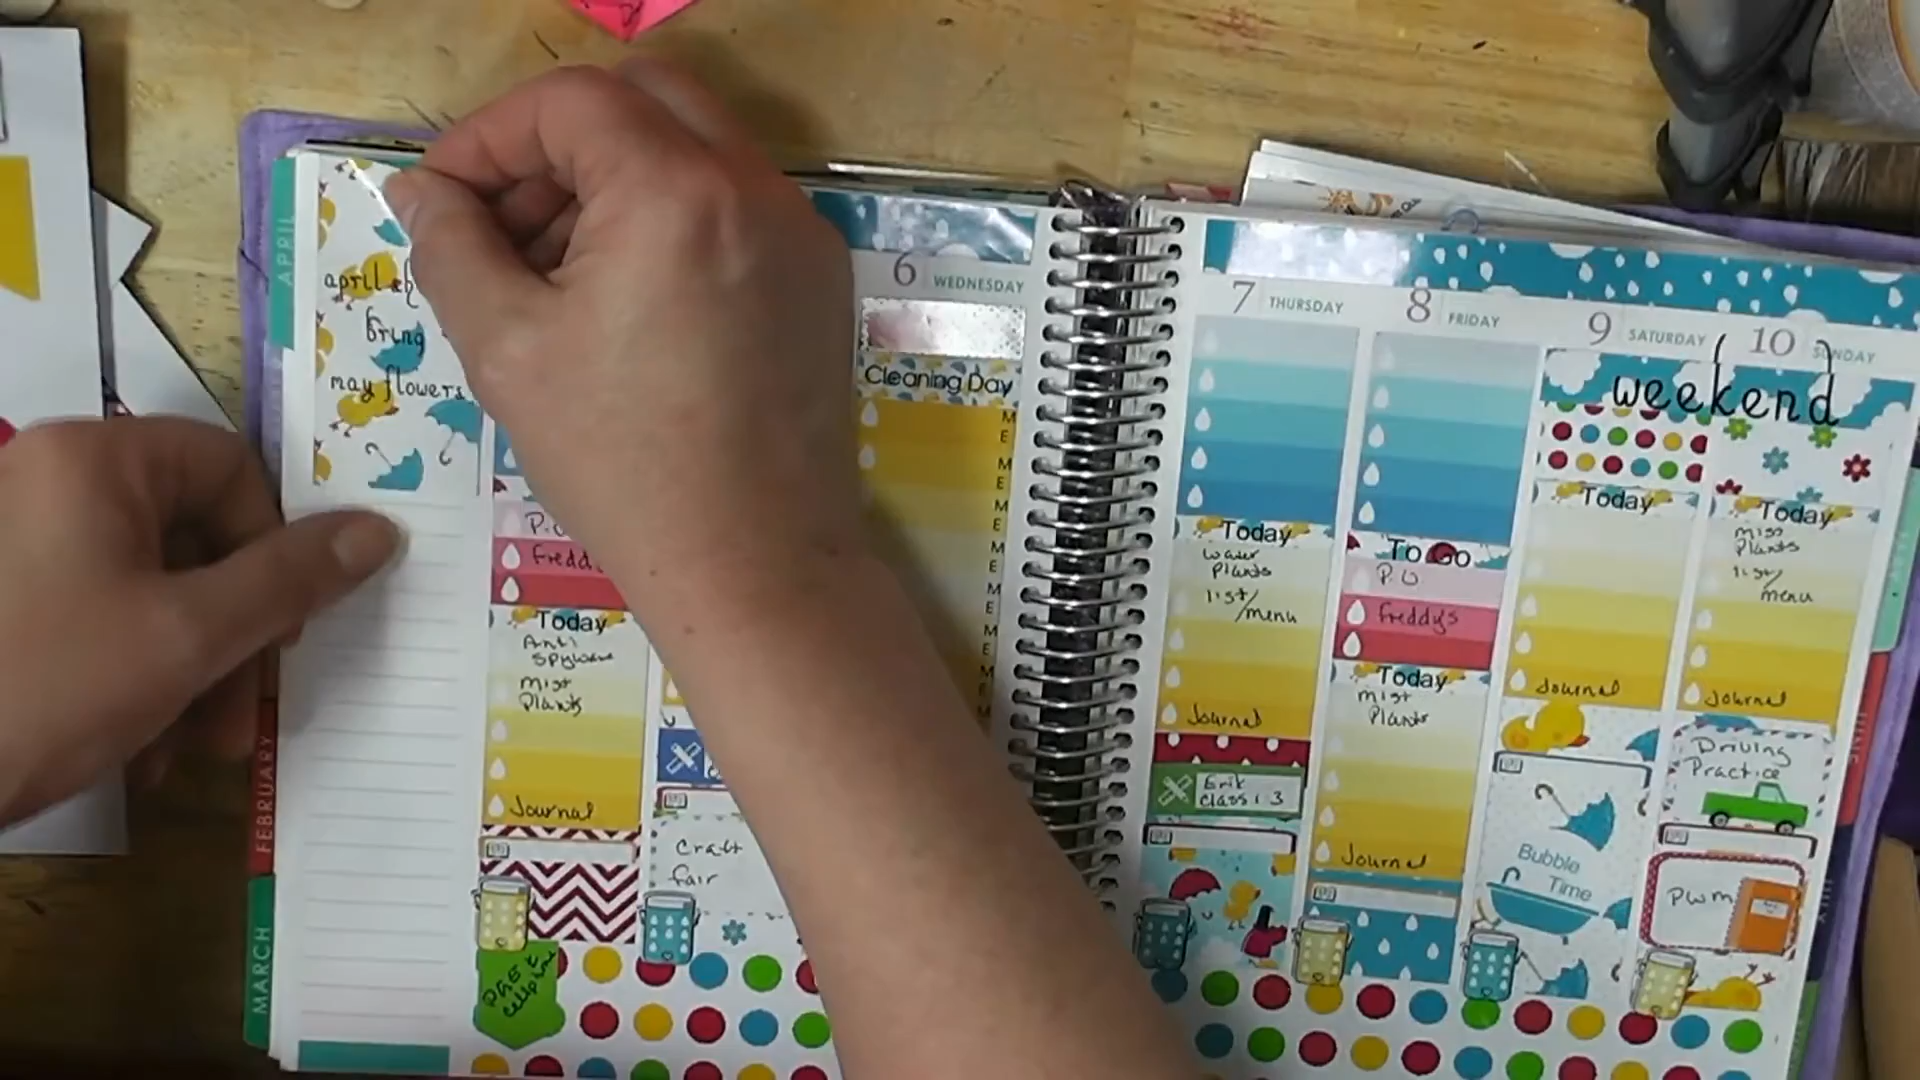 APRIL
april
bring
may flowers
FEBRUARY
MARCH
Freddy
Today
Anti
Spyware
mist
Plants
Journal
Craft
fair
6 WEDNESDAY
Cleaning Day
M
E
M
E
M
E
M
E
M
E
M
E
M
7 THURSDAY
Today
water
plants
list/menu
Journal
Erik
class 1-3
8 FRIDAY
To Go
P.O
Freddy's
Today
mist
Plants
Journal
9 SATURDAY
10 SUNDAY
weekend
Today
Journal
Bubble
Time
Today
mist
Plants
list/
menu
Journal
Driving
Practice
PWM